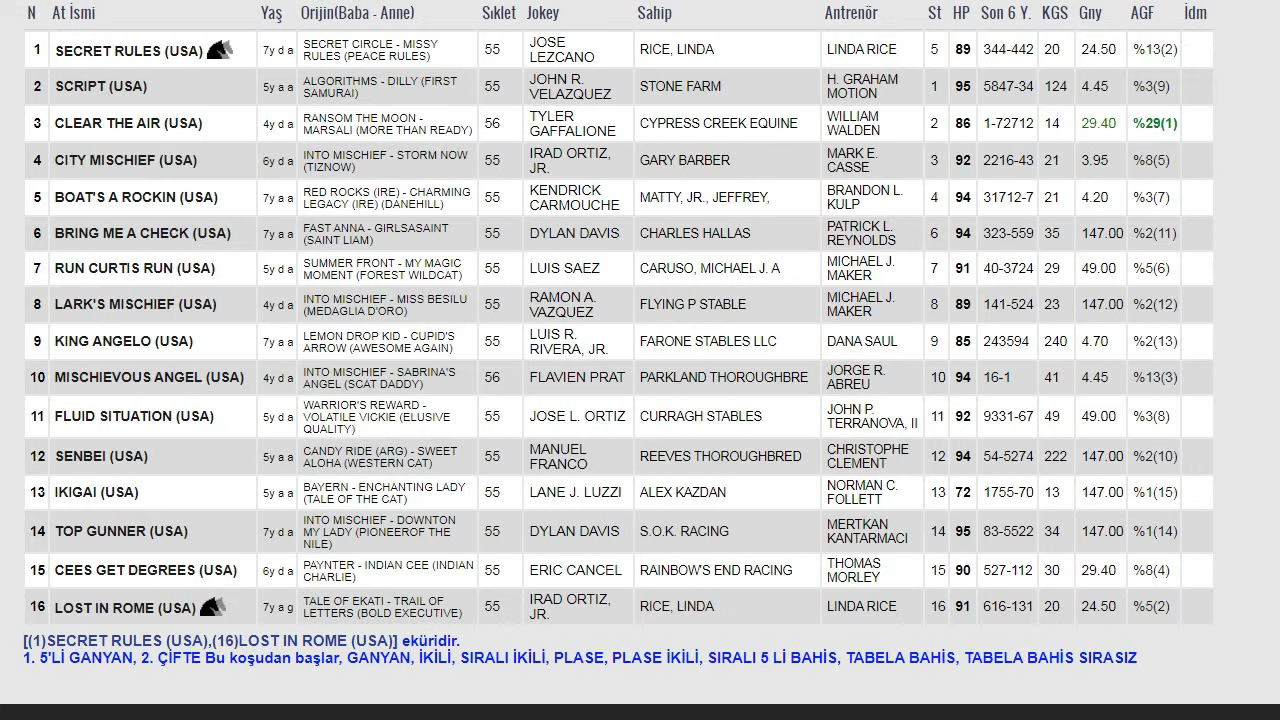 N At İsmi Yaş Orijin(Baba - Anne) Sıklet Jokey Sahip Antrenör St HP Son 6 Y. KGS Gny AGF İdm
1 SECRET RULES (USA) 7y d a SECRET CIRCLE - MISSY RULES (PEACE RULES) 55 JOSE LEZCANO RICE, LINDA LINDA RICE 5 89 344-442 20 24.50 %13(2)
2 SCRIPT (USA) 5y a a ALGORITHMS - DILLY (FIRST SAMURAI) 55 JOHN R. VELAZQUEZ STONE FARM H. GRAHAM MOTION 1 95 5847-34 124 4.45 %3(9)
3 CLEAR THE AIR (USA) 4y d a RANSOM THE MOON - MARSALI (MORE THAN READY) 56 TYLER GAFFALIONE CYPRESS CREEK EQUINE WILLIAM WALDEN 2 86 1-72712 14 29.40 %29(1)
4 CITY MISCHIEF (USA) 6y d a INTO MISCHIEF - STORM NOW (TIZNOW) 55 IRAD ORTIZ, JR. GARY BARBER MARK E. CASSE 3 92 2216-43 21 3.95 %8(5)
5 BOAT'S A ROCKIN (USA) 7y a a RED ROCKS (IRE) - CHARMING LEGACY (IRE) (DANEHILL) 55 KENDRICK CARMOUCHE MATTY, JR., JEFFREY, BRANDON L. KULP 4 94 31712-7 21 4.20 %3(7)
6 BRING ME A CHECK (USA) 7y a a FAST ANNA - GIRLSASAINT (SAINT LIAM) 55 DYLAN DAVIS CHARLES HALLAS PATRICK L. REYNOLDS 6 94 323-559 35 147.00 %2(11)
7 RUN CURTIS RUN (USA) 5y d a SUMMER FRONT - MY MAGIC MOMENT (FOREST WILDCAT) 55 LUIS SAEZ CARUSO, MICHAEL J. A MICHAEL J. MAKER 7 91 40-3724 29 49.00 %5(6)
8 LARK'S MISCHIEF (USA) 4y d a INTO MISCHIEF - MISS BESILU (MEDAGLIA D'ORO) 55 RAMON A. VAZQUEZ FLYING P STABLE MICHAEL J. MAKER 8 89 141-524 23 147.00 %2(12)
9 KING ANGELO (USA) 7y a a LEMON DROP KID - CUPID'S ARROW (AWESOME AGAIN) 55 LUIS R. RIVERA, JR. FARONE STABLES LLC DANA SAUL 9 85 243594 240 4.70 %2(13)
10 MISCHIEVOUS ANGEL (USA) 4y d a INTO MISCHIEF - SABRINA'S ANGEL (SCAT DADDY) 56 FLAVIEN PRAT PARKLAND THOROUGHBRE JORGE R. ABREU 10 94 16-1 41 4.45 %13(3)
11 FLUID SITUATION (USA) 5y d a WARRIOR'S REWARD - VOLATILE VICKIE (ELUSIVE QUALITY) 55 JOSE L. ORTIZ CURRAGH STABLES JOHN P. TERRANOVA, II 11 92 9331-67 49 49.00 %3(8)
12 SENBEI (USA) 5y a a CANDY RIDE (ARG) - SWEET ALOHA (WESTERN CAT) 55 MANUEL FRANCO REEVES THOROUGHBRED CHRISTOPHE CLEMENT 12 94 54-5274 222 147.00 %2(10)
13 IKIGAI (USA) 5y a a BAYERN - ENCHANTING LADY (TALE OF THE CAT) 55 LANE J. LUZZI ALEX KAZDAN NORMAN C. FOLLETT 13 72 1755-70 13 147.00 %1(15)
14 TOP GUNNER (USA) 7y d a INTO MISCHIEF - DOWNTON MY LADY (PIONEEROF THE NILE) 55 DYLAN DAVIS S.O.K. RACING MERTKAN KANTARMACI 14 95 83-5522 34 147.00 %1(14)
15 CEES GET DEGREES (USA) 6y d a PAYNTER - INDIAN CEE (INDIAN CHARLIE) 55 ERIC CANCEL RAINBOW'S END RACING THOMAS MORLEY 15 90 527-112 30 29.40 %8(4)
16 LOST IN ROME (USA) 7y a g TALE OF EKATI - TRAIL OF LETTERS (BOLD EXECUTIVE) 55 IRAD ORTIZ, JR. RICE, LINDA LINDA RICE 16 91 616-131 20 24.50 %5(2)
[(1)SECRET RULES (USA),(16)LOST IN ROME (USA)] eküridir.
1. 5'Lİ GANYAN, 2. ÇİFTE Bu koşudan başlar, GANYAN, İKİLİ, SIRALI İKİLİ, PLASE, PLASE İKİLİ, SIRALI 5 Lİ BAHİS, TABELA BAHİS, TABELA BAHİS SIRASIZ